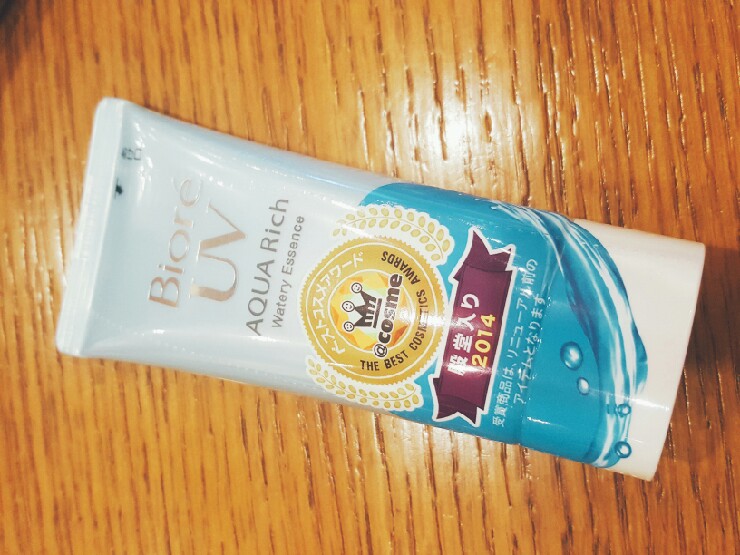 Bioré
UV
AQUA Rich
Watery Essence
ベストコスメアワード
@cosme
THE BEST COSMETICS AWARDS
殿堂入り
2014
受賞商品は、リニューアル前の
アイテムとなります。